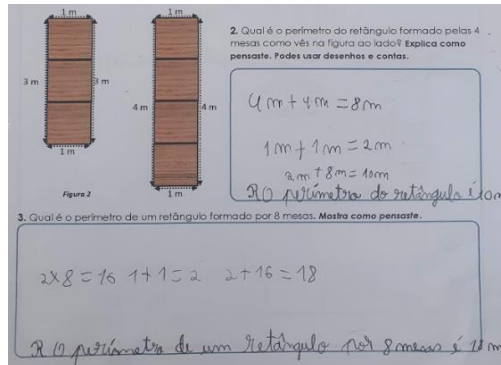 1 m
1 m
3 m
3 m
4 m
4 m
1 m
1 m
Figura 2
2. Qual é o perímetro do retângulo formado pelas 4
mesas como vês na figura ao lado? Explica como
pensaste. Podes usar desenhos e contas.
4m + 4m = 8m
1m + 1m = 2m
2m + 8m = 10m
R O perímetro do retângulo é 10m
3. Qual é o perímetro de um retângulo formado por 8 mesas. Mostra como pensaste.
2x8 = 16 1+1 = 2 2+16 = 18
R O perímetro de um retângulo por 8 mesas é 18 m